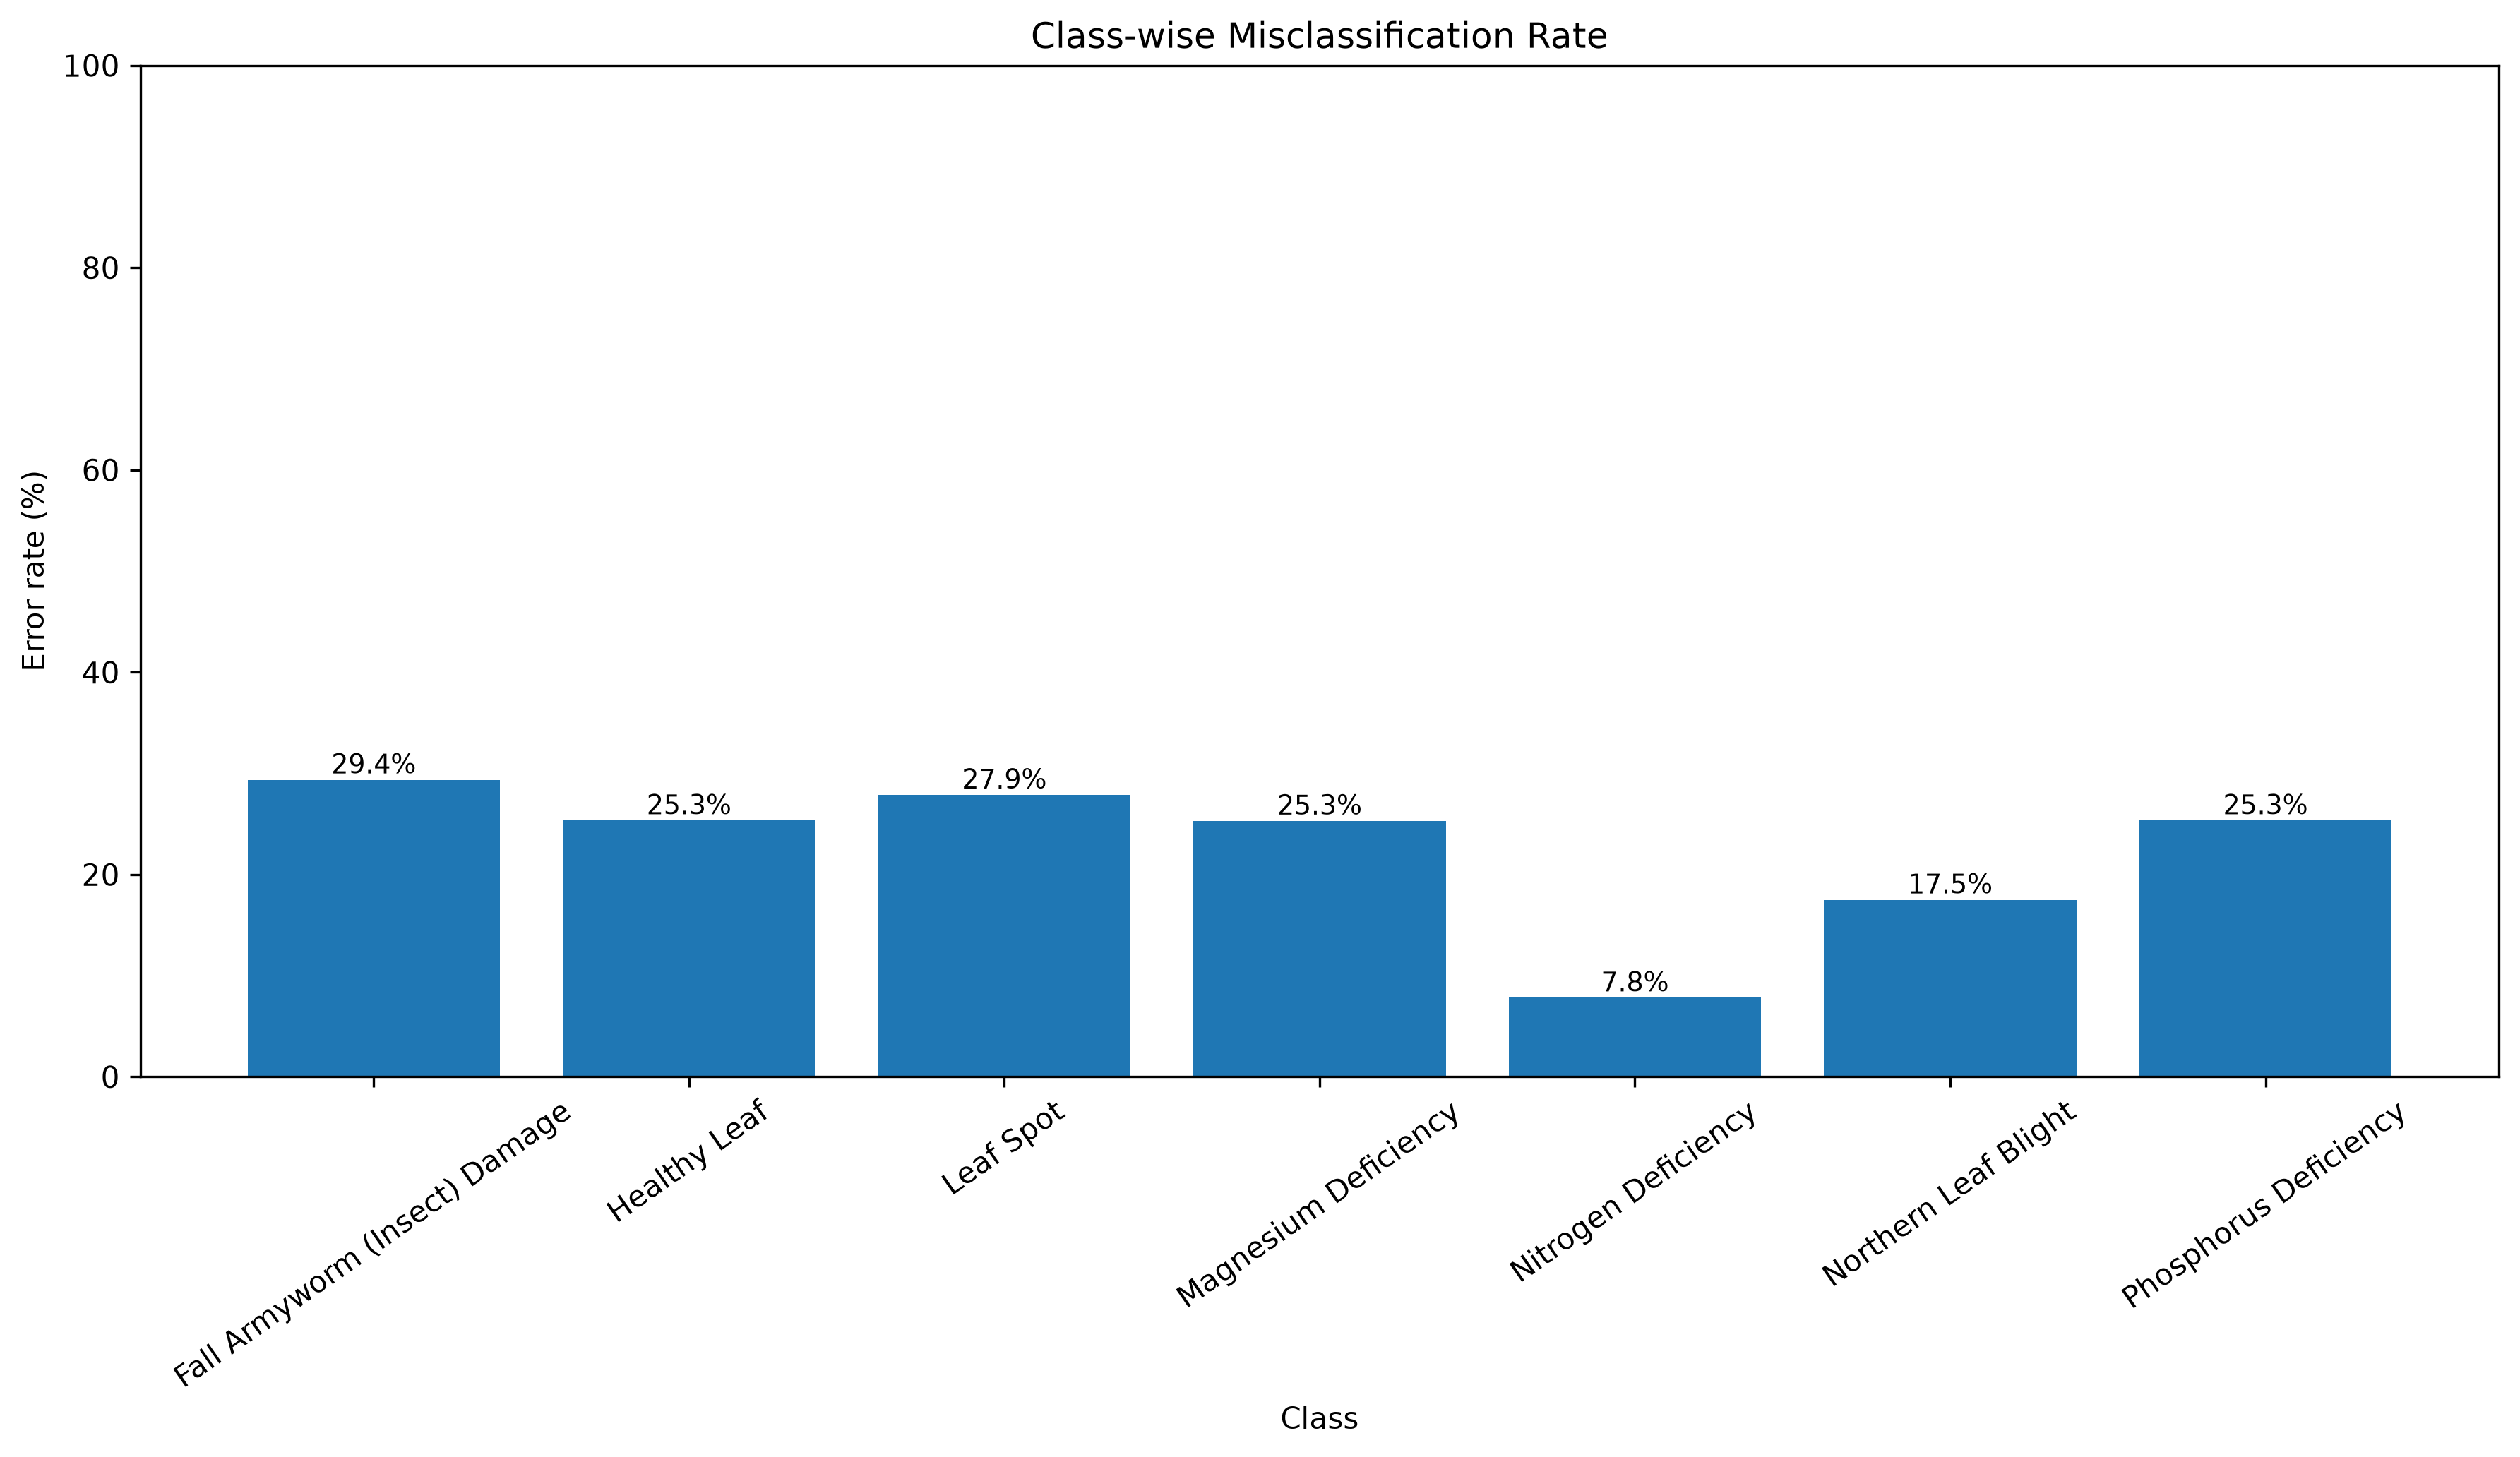 Class-wise Misclassification Rate
Error rate (%)
100
80
60
40
20
0
29.4%
25.3%
27.9%
25.3%
7.8%
17.5%
25.3%
Fall Armyworm (Insect) Damage
Healthy Leaf
Leaf Spot
Magnesium Deficiency
Nitrogen Deficiency
Northern Leaf Blight
Phosphorus Deficiency
Class